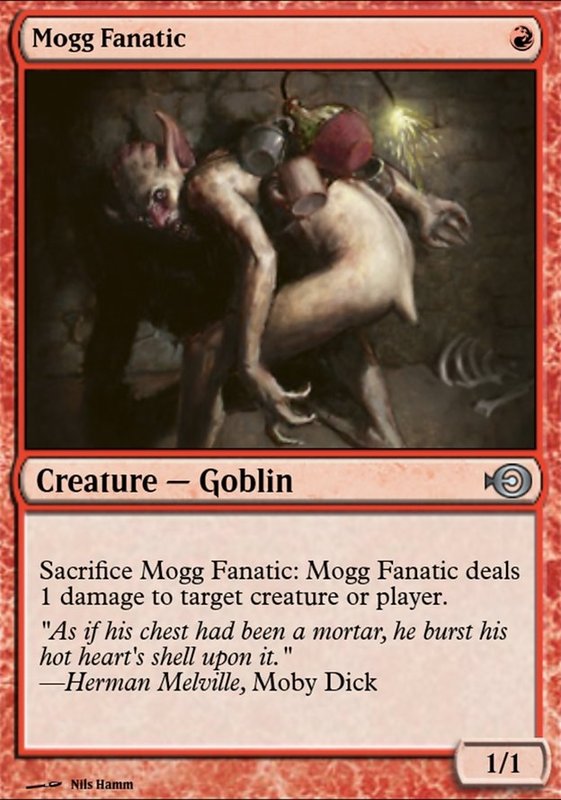 Mogg Fanatic
Creature — Goblin
Sacrifice Mogg Fanatic: Mogg Fanatic deals
1 damage to target creature or player.
"As if his chest had been a mortar, he burst his
hot heart's shell upon it."
—Herman Melville, Moby Dick
1/1
Nils Hamm